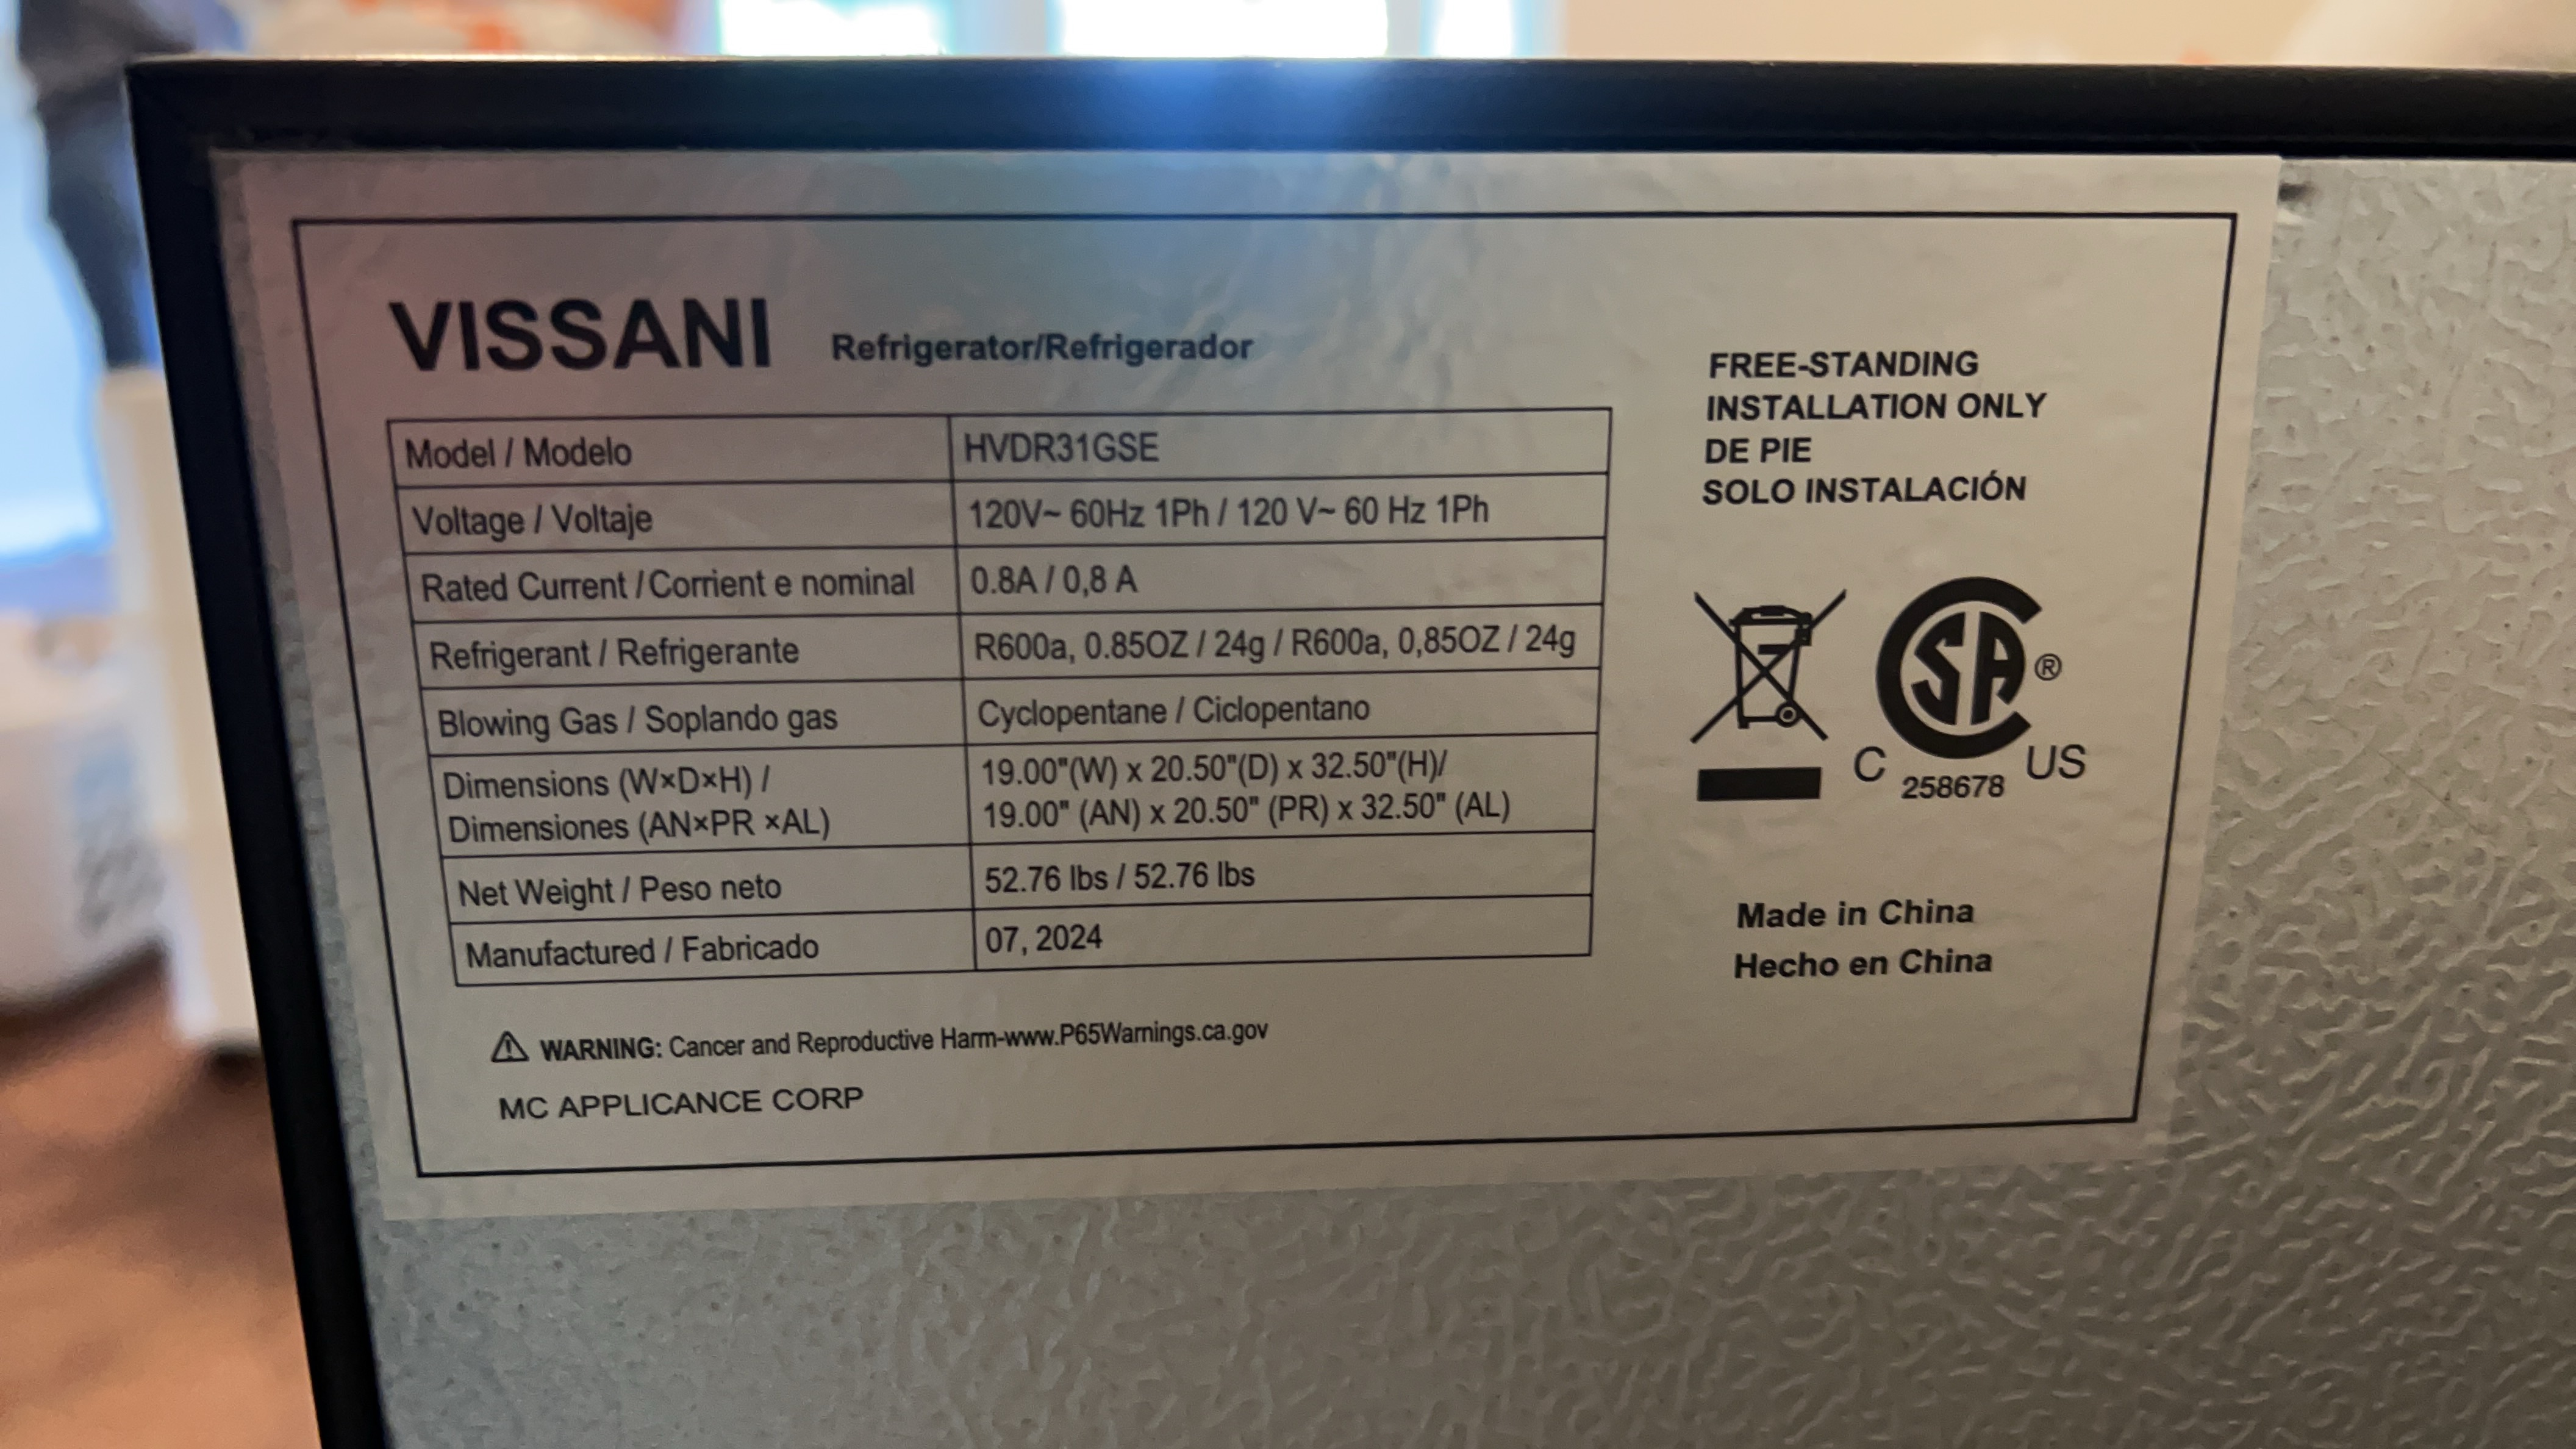 VISSANI Refrigerator/Refrigerador
Model / Modelo HVDR31GSE
Voltage / Voltaje 120V~ 60Hz 1Ph / 120 V~ 60 Hz 1Ph
Rated Current / Corrient e nominal 0.8A / 0,8 A
Refrigerant / Refrigerante R600a, 0.85OZ / 24g / R600a, 0,85OZ / 24g
Blowing Gas / Soplando gas Cyclopentane / Ciclopentano
Dimensions (W×D×H) / 19.00"(W) x 20.50"(D) x 32.50"(H)/
Dimensiones (AN×PR ×AL) 19.00" (AN) x 20.50" (PR) x 32.50" (AL)
Net Weight / Peso neto 52.76 lbs / 52.76 lbs
Manufactured / Fabricado 07, 2024
⚠ WARNING: Cancer and Reproductive Harm-www.P65Warnings.ca.gov
MC APPLICANCE CORP
FREE-STANDING
INSTALLATION ONLY
DE PIE
SOLO INSTALACIÓN
CSA®
C US
258678
Made in China
Hecho en China